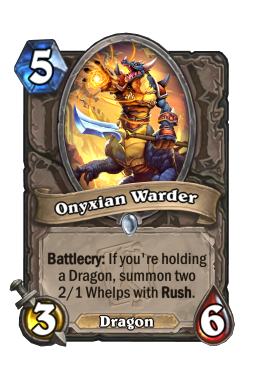 5
Onyxian Warder
Battlecry: If you're holding
a Dragon, summon two
2/1 Whelps with Rush.
3
Dragon
6